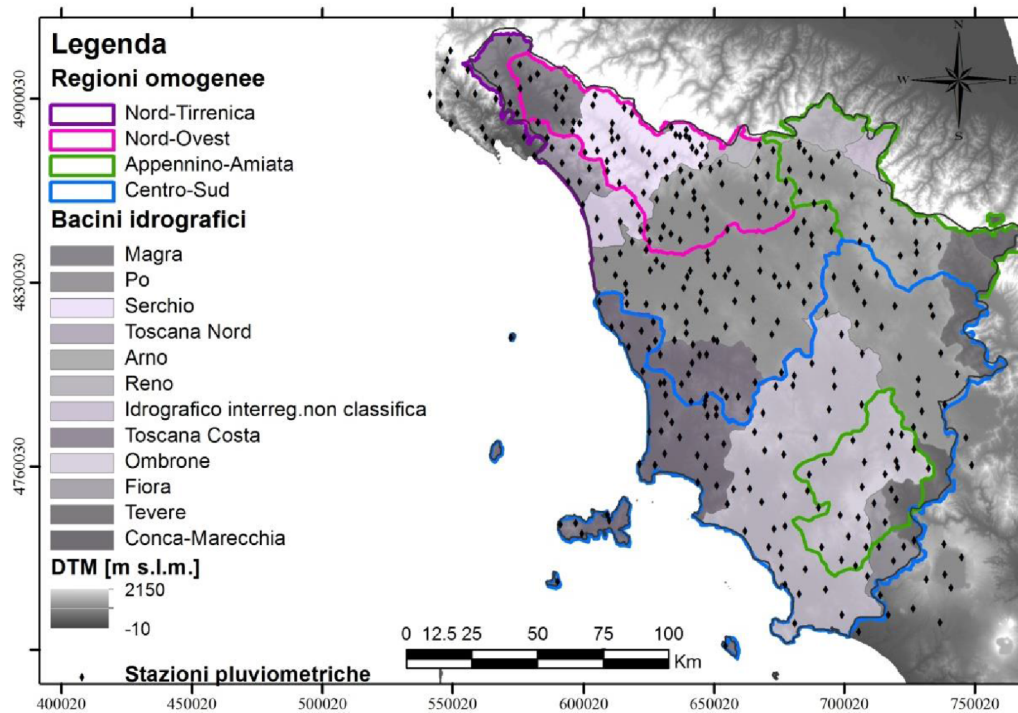 Legenda
Regioni omogenee
Nord-Tirrenica
Nord-Ovest
Appennino-Amiata
Centro-Sud
Bacini idrografici
Magra
Po
Serchio
Toscana Nord
Arno
Reno
Idrografico interreg.non classifica
Toscana Costa
Ombrone
Fiora
Tevere
Conca-Marecchia
DTM [m s.l.m.]
2150
-10
Stazioni pluviometriche
N
W E
S
4900030
4830030
4760030
0 12.5 25 50 75 100
Km
400020 450020 500020 550020 600020 650020 700020 750020